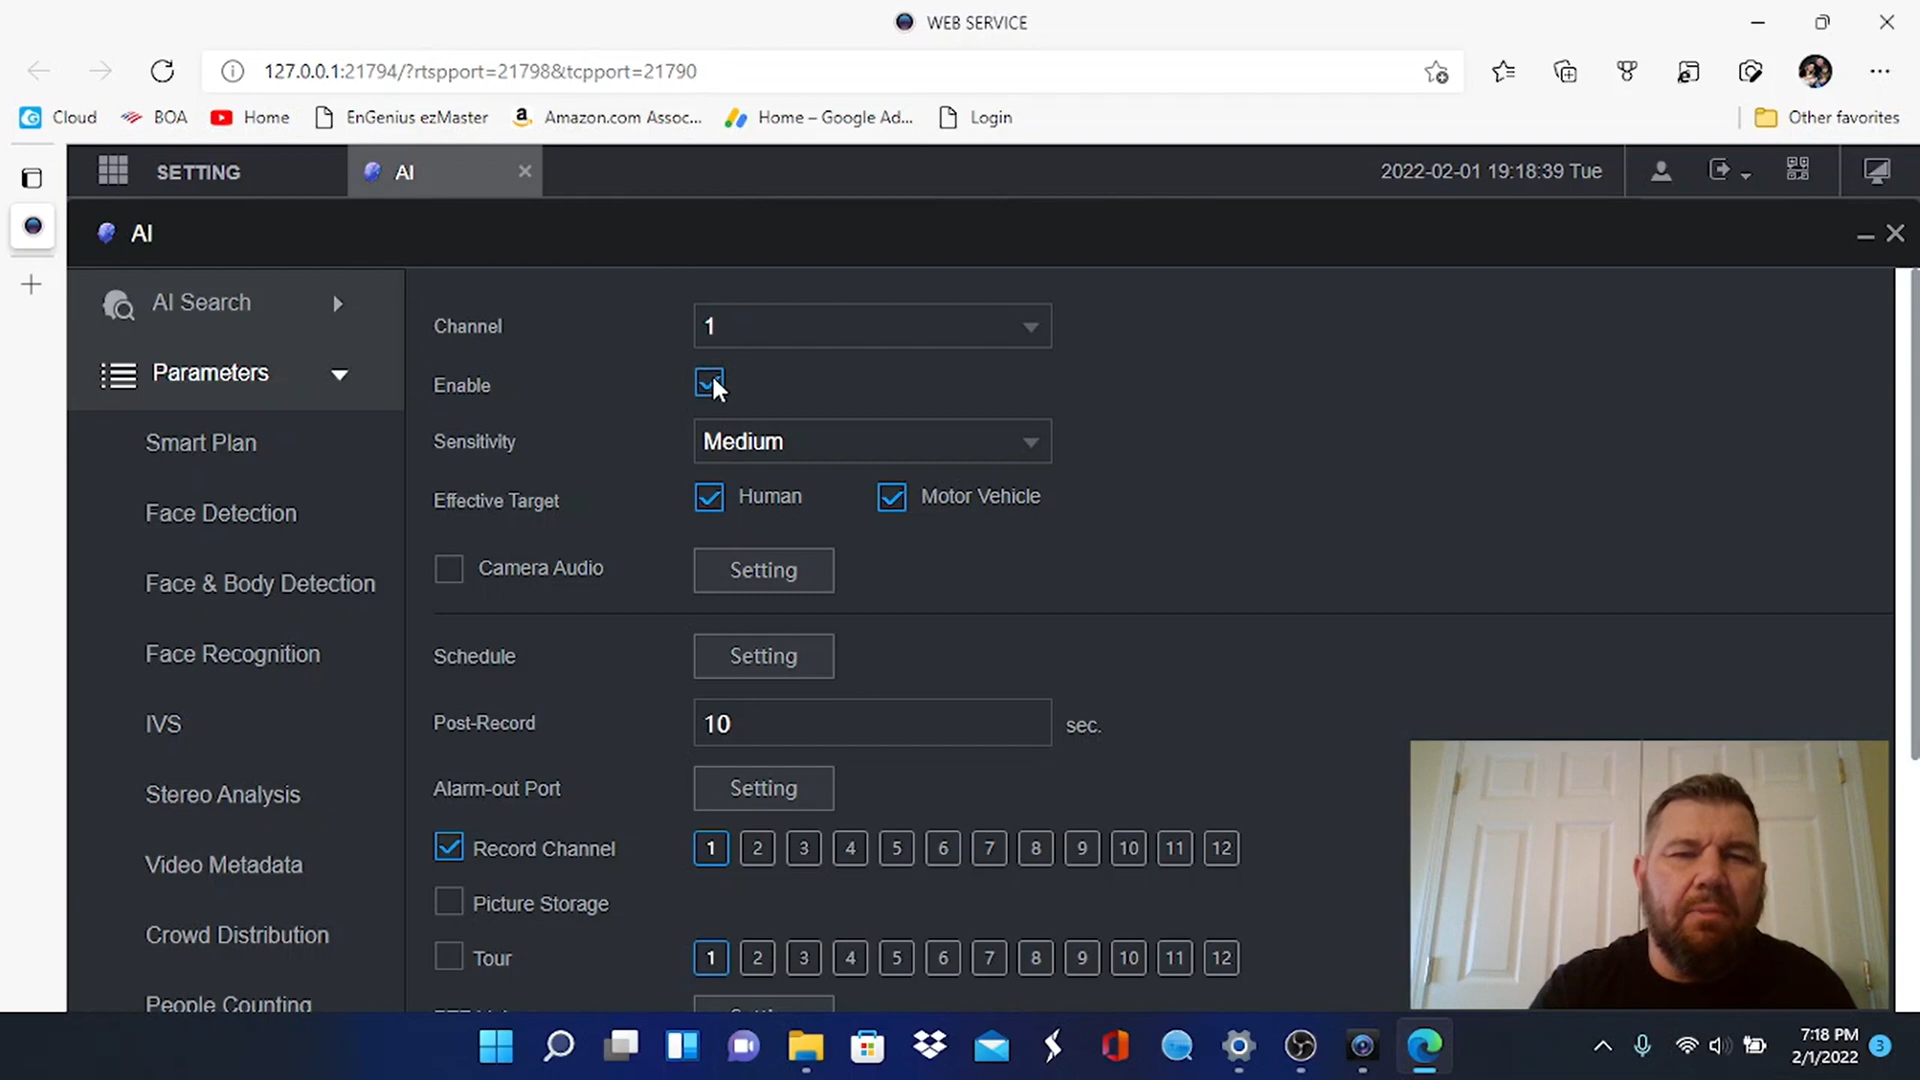 WEB SERVICE
127.0.0.1:21794/?rtspport=21798&tcpport=21790
Cloud BOA Home EnGenius ezMaster Amazon.com Assoc... Home – Google Ad... Login Other favorites
SETTING AI 2022-02-01 19:18:39 Tue
AI
AI Search
Parameters
Smart Plan
Face Detection
Face & Body Detection
Face Recognition
IVS
Stereo Analysis
Video Metadata
Crowd Distribution
People Counting
Channel 1
Enable
Sensitivity Medium
Effective Target Human Motor Vehicle
Camera Audio Setting
Schedule Setting
Post-Record 10 sec.
Alarm-out Port Setting
Record Channel 1 2 3 4 5 6 7 8 9 10 11 12
Picture Storage
Tour 1 2 3 4 5 6 7 8 9 10 11 12
7:18 PM
2/1/2022 3